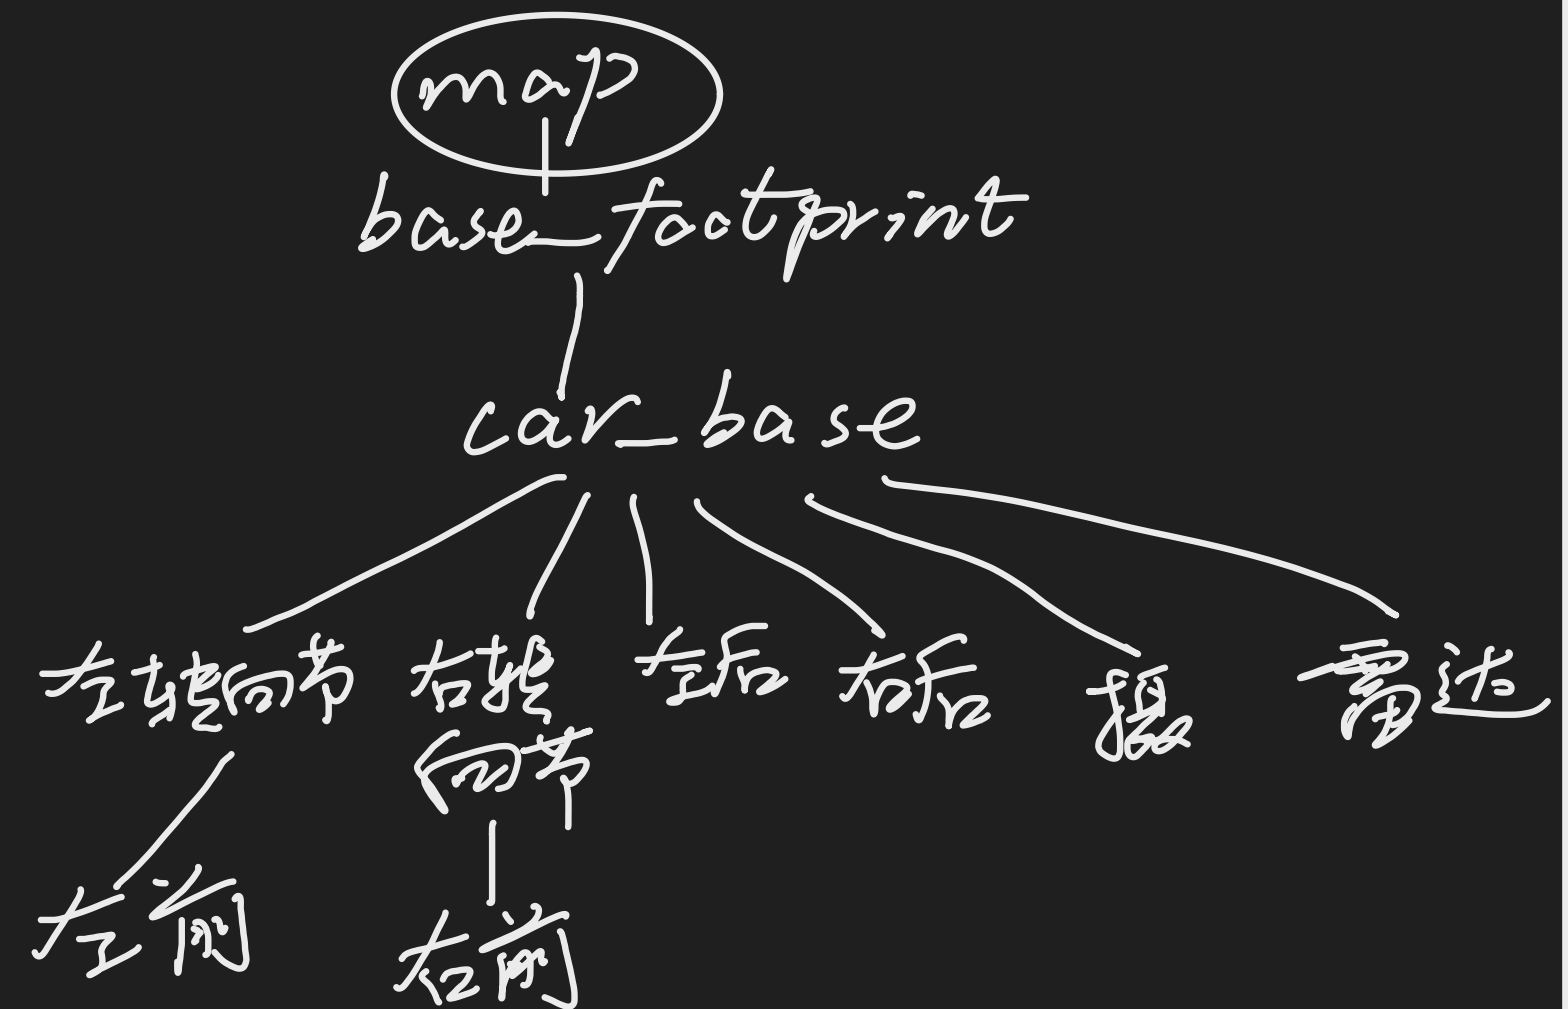 map
base_footprint
car_base
左转向节
右转
向节
左后
右后
摄
雷达
左前
右前